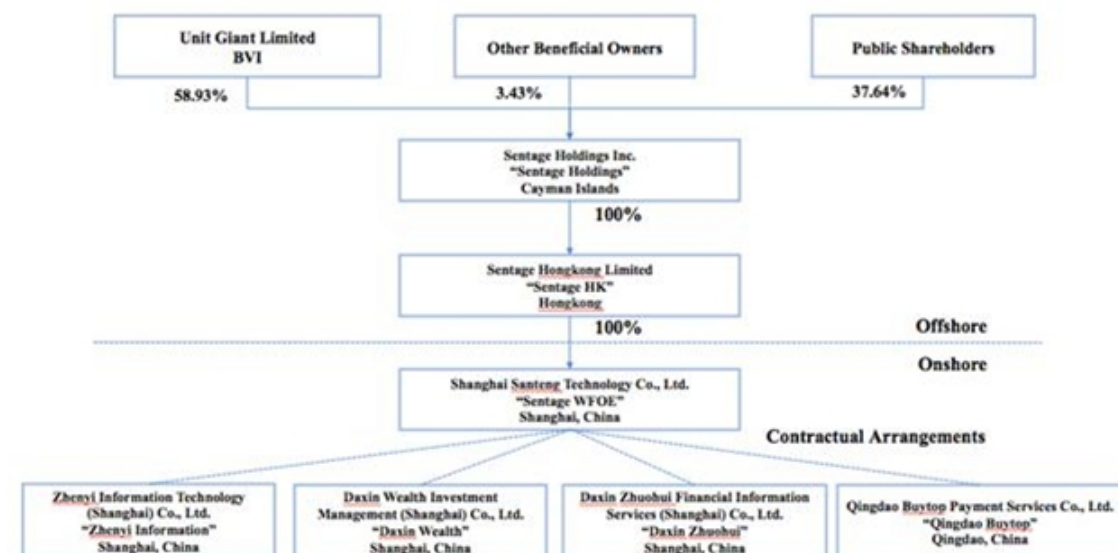 Unit Giant Limited
BVI
Other Beneficial Owners
Public Shareholders
58.93%
3.43%
37.64%
Sentage Holdings Inc.
“Sentage Holdings”
Cayman Islands
100%
Sentage Hongkong Limited
“Sentage HK”
Hongkong
100%
Offshore
Onshore
Shanghai Santeng Technology Co., Ltd.
“Sentage WFOE”
Shanghai, China
Contractual Arrangements
Zhenyi Information Technology
(Shanghai) Co., Ltd.
“Zhenyi Information”
Shanghai, China
Daxin Wealth Investment
Management (Shanghai) Co., Ltd.
“Daxin Wealth”
Shanghai, China
Daxin Zhuohui Financial Information
Services (Shanghai) Co., Ltd.
“Daxin Zhuohui”
Shanghai, China
Qingdao Buytop Payment Services Co., Ltd.
“Qingdao Buytop”
Qingdao, China